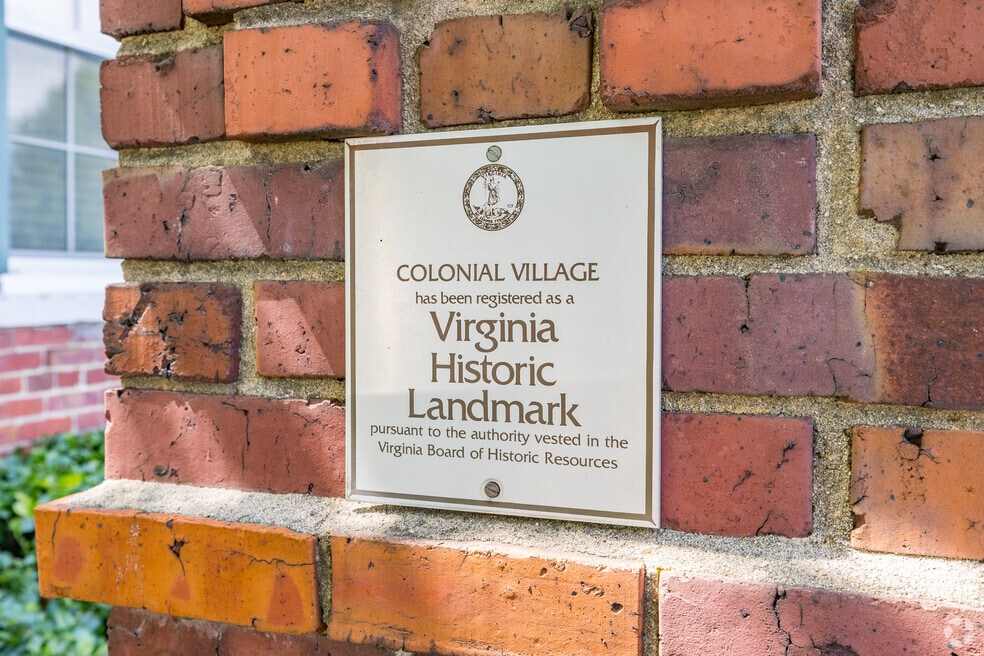 COLONIAL VILLAGE
has been registered as a
Virginia
Historic
Landmark
pursuant to the authority vested in the
Virginia Board of Historic Resources